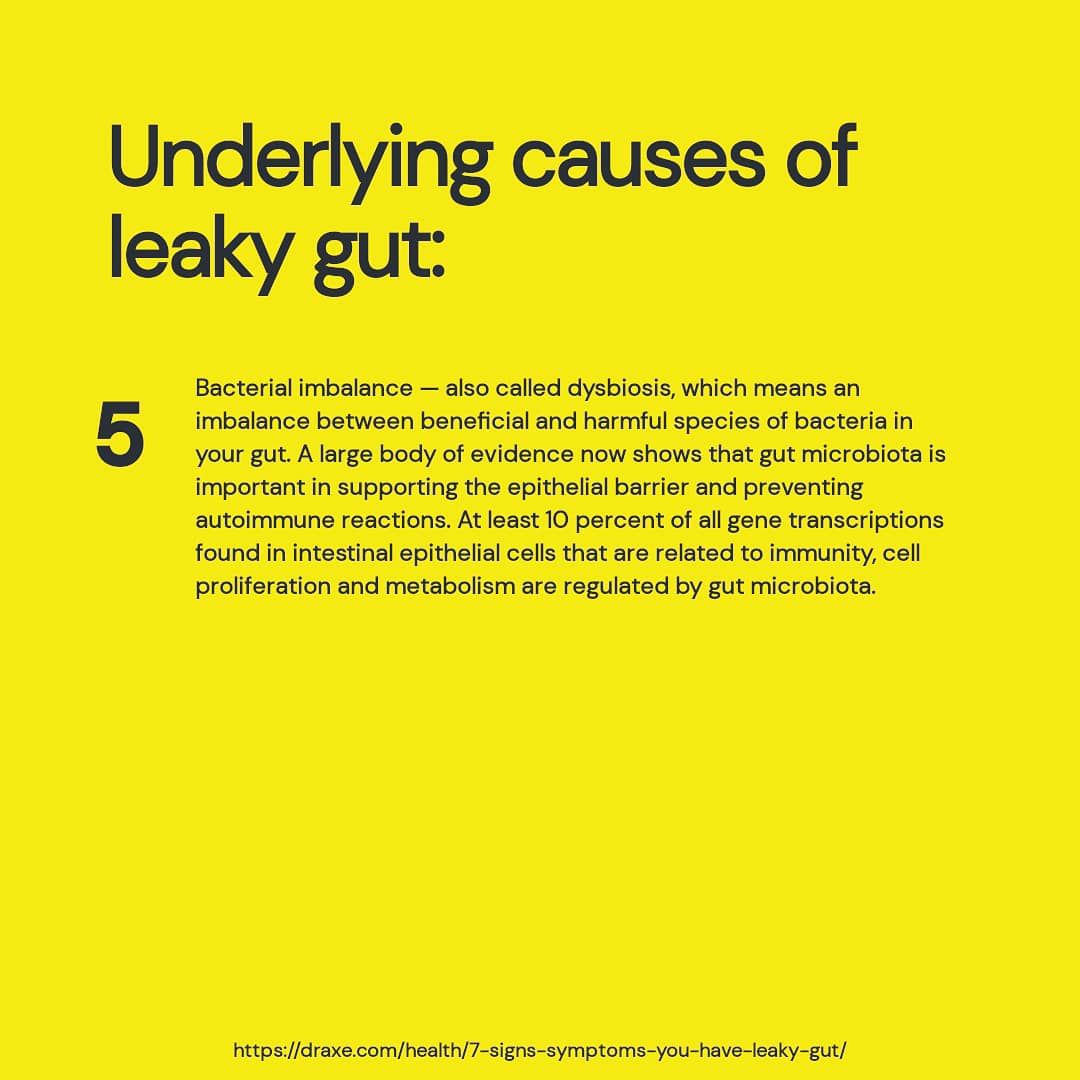 Underlying causes of
leaky gut:
5
Bacterial imbalance — also called dysbiosis, which means an
imbalance between beneficial and harmful species of bacteria in
your gut. A large body of evidence now shows that gut microbiota is
important in supporting the epithelial barrier and preventing
autoimmune reactions. At least 10 percent of all gene transcriptions
found in intestinal epithelial cells that are related to immunity, cell
proliferation and metabolism are regulated by gut microbiota.
https://draxe.com/health/7-signs-symptoms-you-have-leaky-gut/